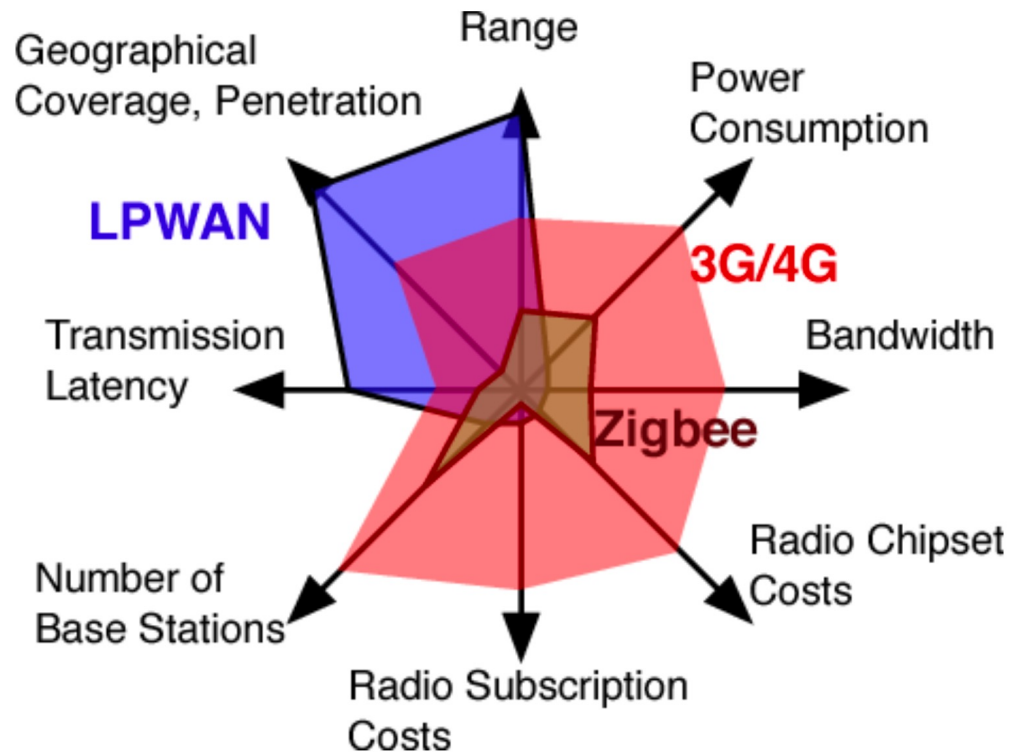 Range
Geographical
Coverage, Penetration
Power
Consumption
LPWAN
3G/4G
Transmission
Latency
Bandwidth
Zigbee
Radio Chipset
Costs
Number of
Base Stations
Radio Subscription
Costs